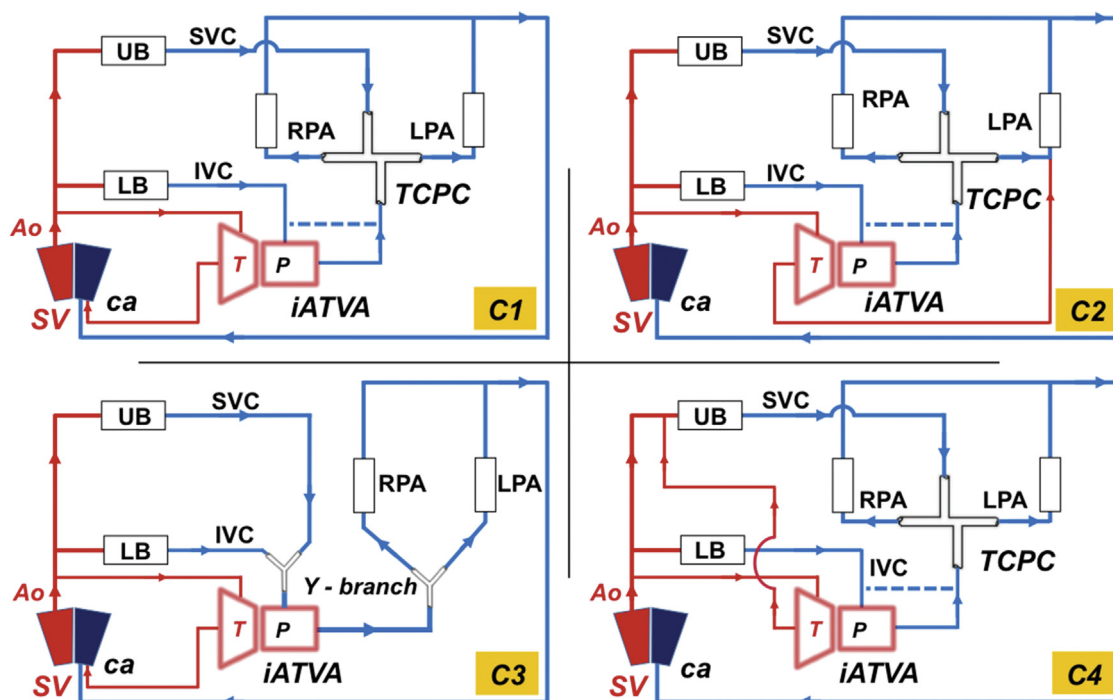 UB
SVC
RPA
LPA
LB
IVC
TCPC
Ao
T
P
SV
ca
iATVA
C1
UB
SVC
RPA
LPA
LB
IVC
TCPC
Ao
T
P
SV
ca
iATVA
C2
UB
SVC
RPA
LPA
LB
IVC
Y - branch
Ao
T
P
SV
ca
iATVA
C3
UB
SVC
RPA
LPA
LB
IVC
TCPC
Ao
T
P
SV
ca
iATVA
C4